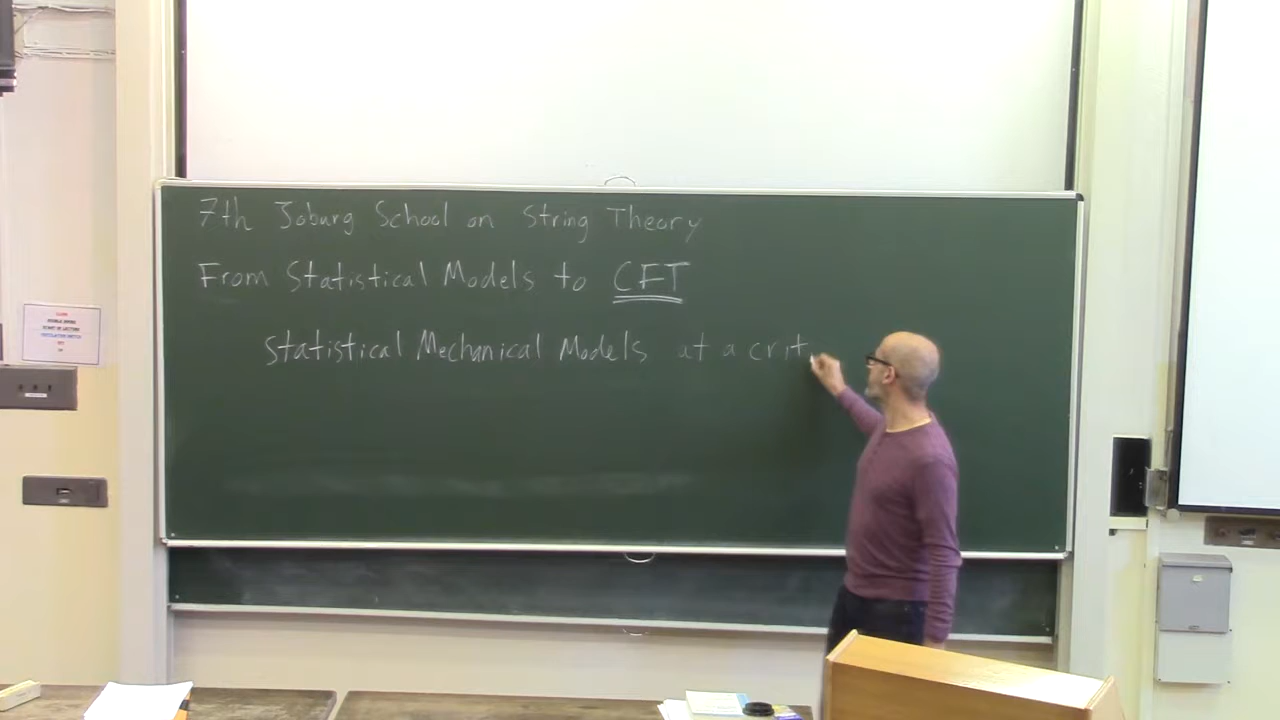 7th Joburg School on String Theory
From Statistical Models to CFT
Statistical Mechanical Models at a crit